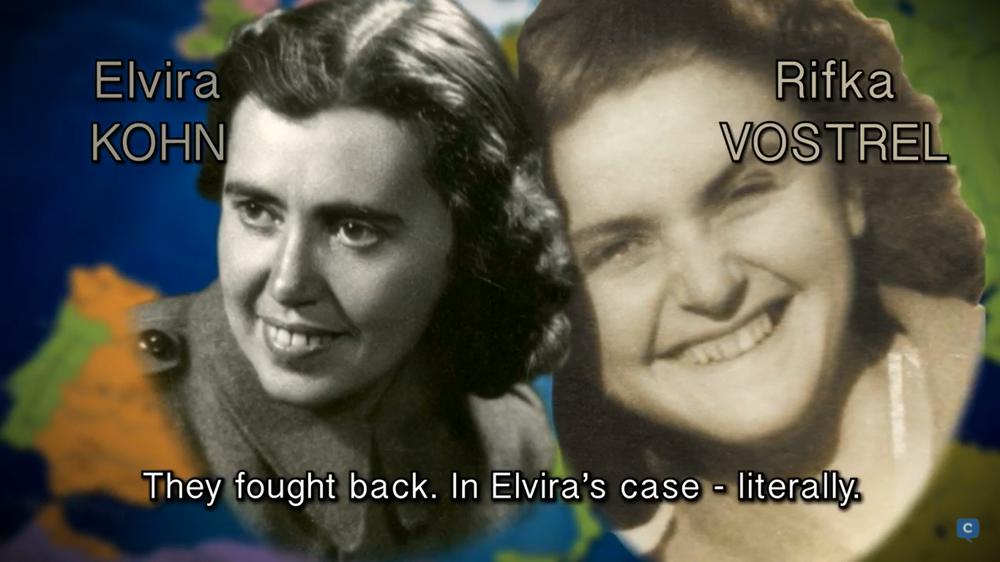 Elvira
KOHN
Rifka
VOSTREL
They fought back. In Elvira’s case - literally.
C